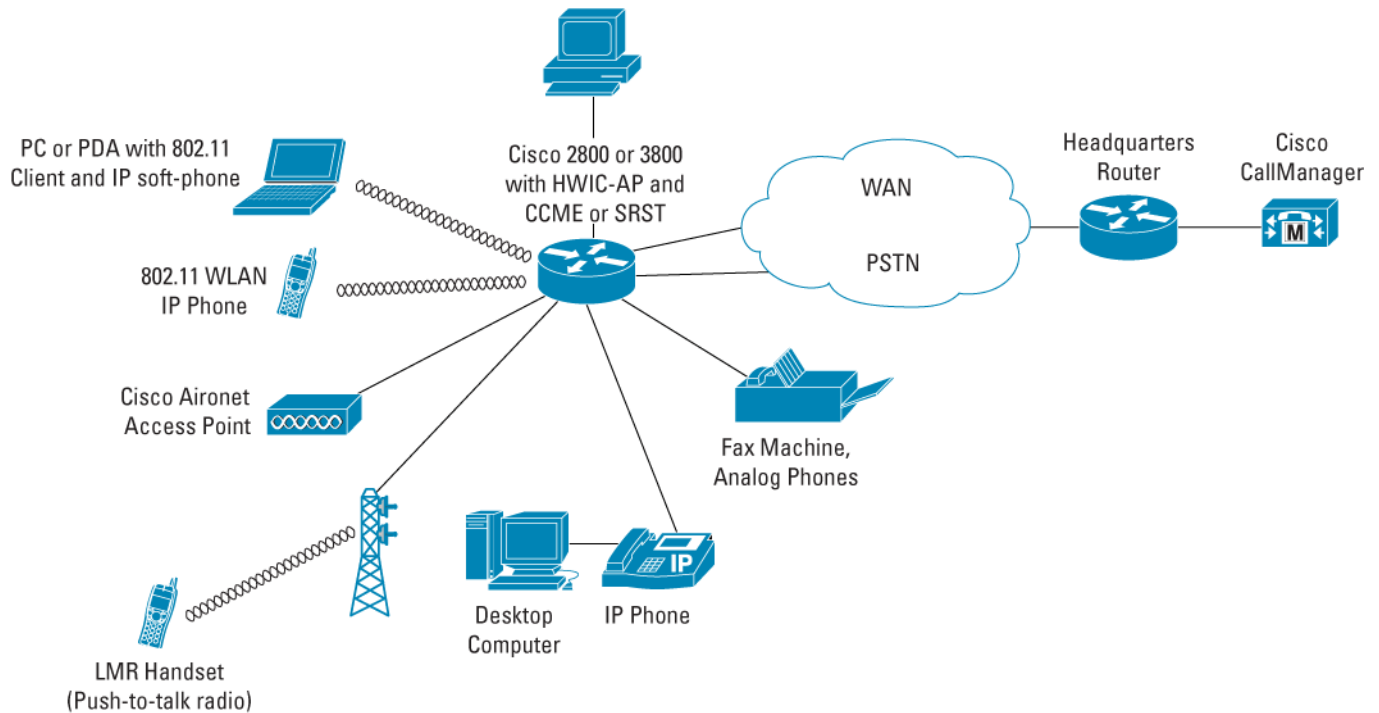 PC or PDA with 802.11
Client and IP soft-phone
Cisco 2800 or 3800
with HWIC-AP and
CCME or SRST
WAN
PSTN
Headquarters
Router
Cisco
CallManager
M
802.11 WLAN
IP Phone
Cisco Aironet
Access Point
Fax Machine,
Analog Phones
IP
Desktop
Computer
IP Phone
LMR Handset
(Push-to-talk radio)